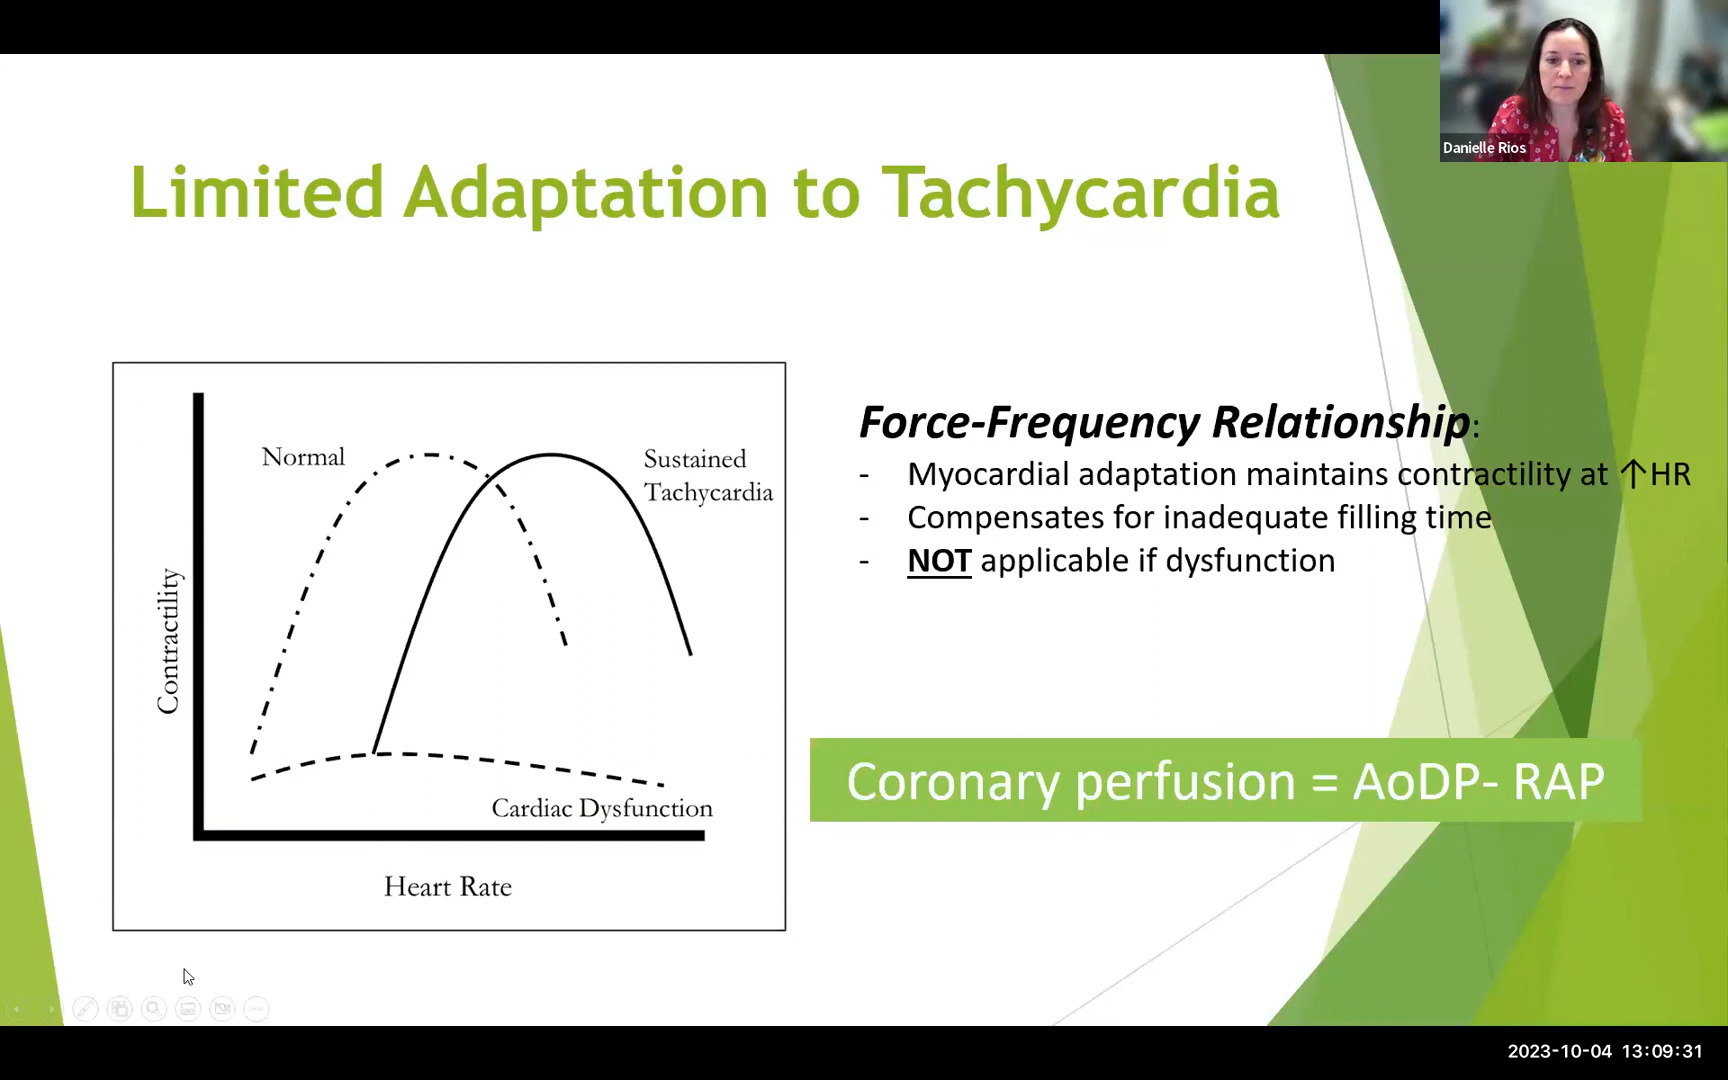 Danielle Rios
Limited Adaptation to Tachycardia
Normal
Sustained
Tachycardia
Contractility
Cardiac Dysfunction
Heart Rate
Force-Frequency Relationship:
- Myocardial adaptation maintains contractility at ↑HR
- Compensates for inadequate filling time
- NOT applicable if dysfunction
Coronary perfusion = AoDP- RAP
2023-10-04 13:09:31